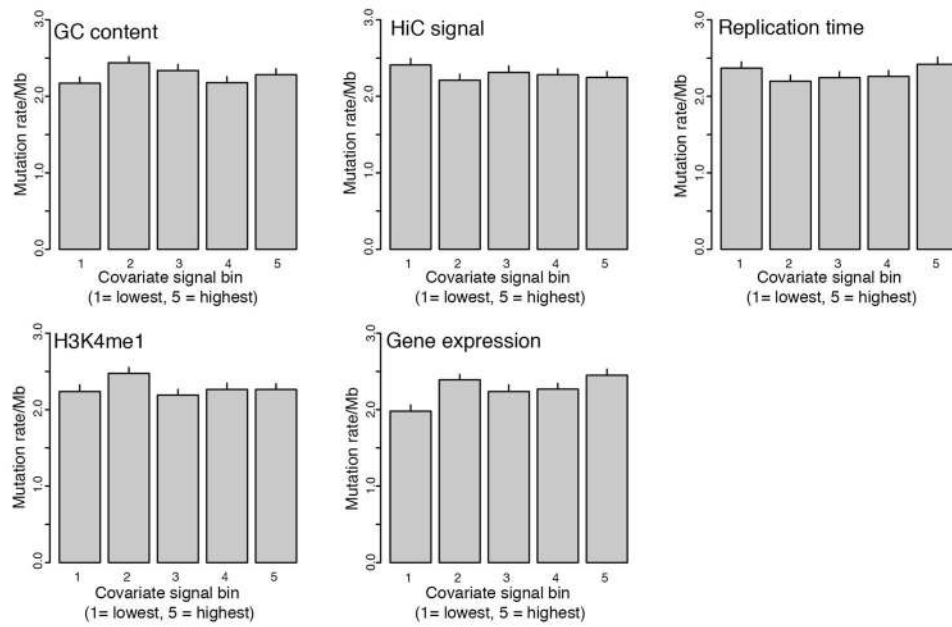 GC content
Mutation rate/Mb
0.0 1.0 2.0 3.0
1 2 3 4 5
Covariate signal bin
(1= lowest, 5 = highest)
HiC signal
Mutation rate/Mb
0.0 1.0 2.0 3.0
1 2 3 4 5
Covariate signal bin
(1= lowest, 5 = highest)
Replication time
Mutation rate/Mb
0.0 1.0 2.0 3.0
1 2 3 4 5
Covariate signal bin
(1= lowest, 5 = highest)
H3K4me1
Mutation rate/Mb
0.0 1.0 2.0 3.0
1 2 3 4 5
Covariate signal bin
(1= lowest, 5 = highest)
Gene expression
Mutation rate/Mb
0.0 1.0 2.0 3.0
1 2 3 4 5
Covariate signal bin
(1= lowest, 5 = highest)